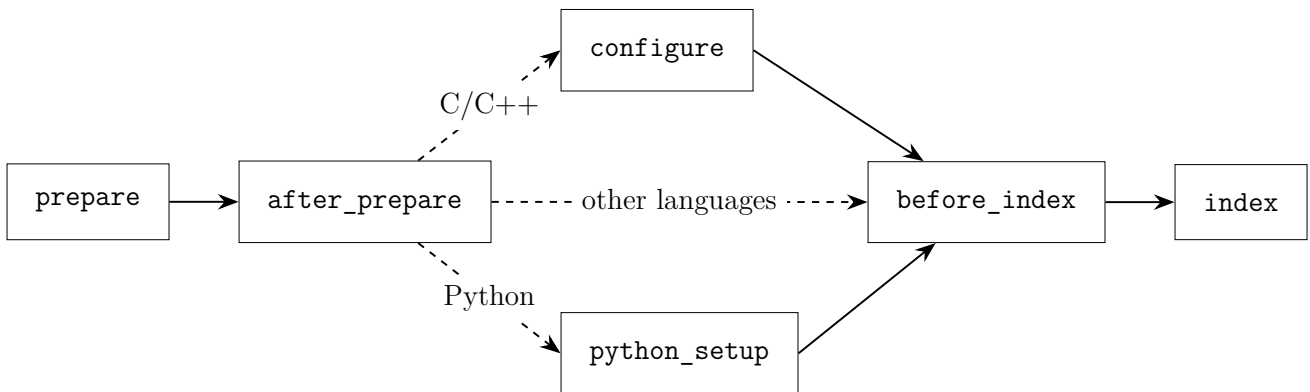 configure
C/C++
prepare
after_prepare
other languages
before_index
index
Python
python_setup